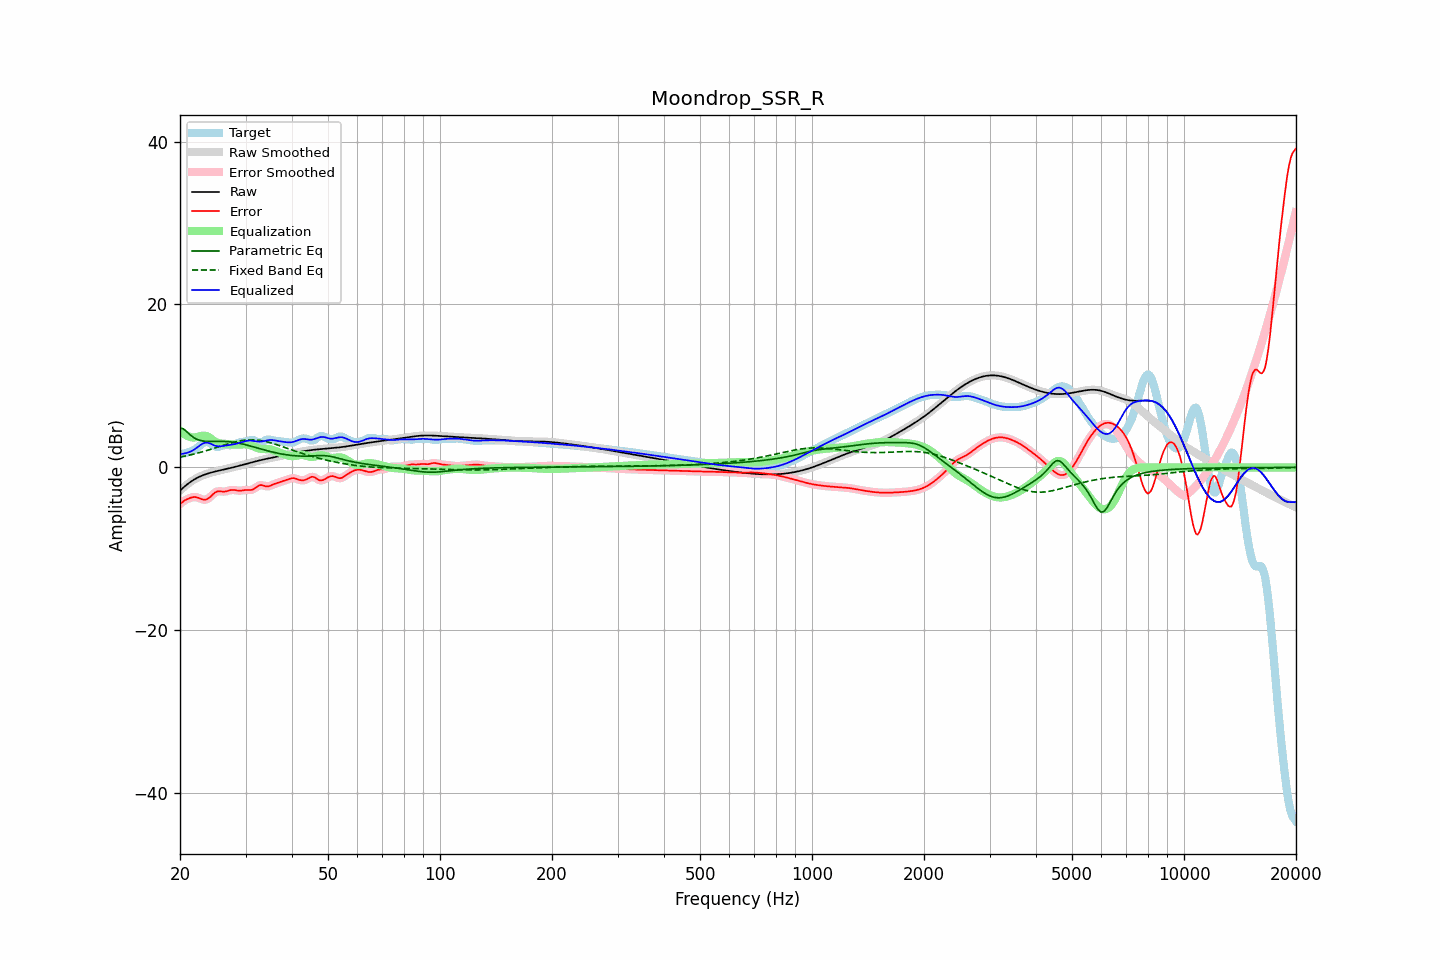 Moondrop_SSR_R
Target
Raw Smoothed
Error Smoothed
Raw
Error
Equalization
Parametric Eq
Fixed Band Eq
Equalized
Amplitude (dBr)
40
20
0
−20
−40
20
50
100
200
500
1000
2000
5000
10000
20000
Frequency (Hz)